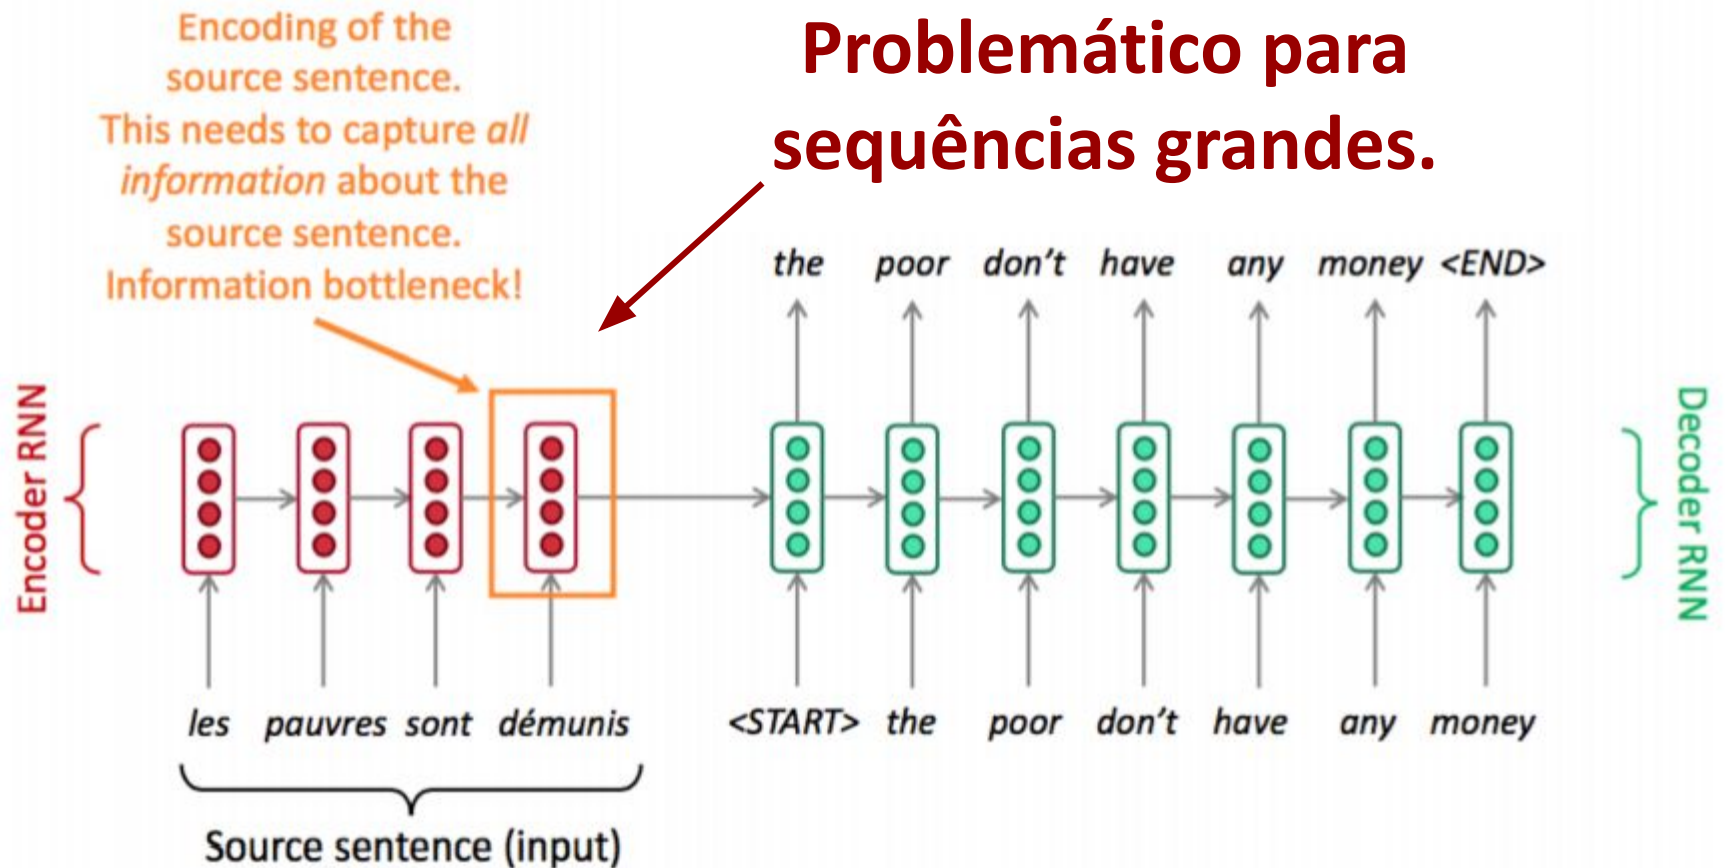 Encoding of the
source sentence.
This needs to capture all
information about the
source sentence.
Information bottleneck!
Problemático para
sequências grandes.
the poor don't have any money <END>
Encoder RNN
Decoder RNN
les pauvres sont démunis
<START> the poor don't have any money
Source sentence (input)